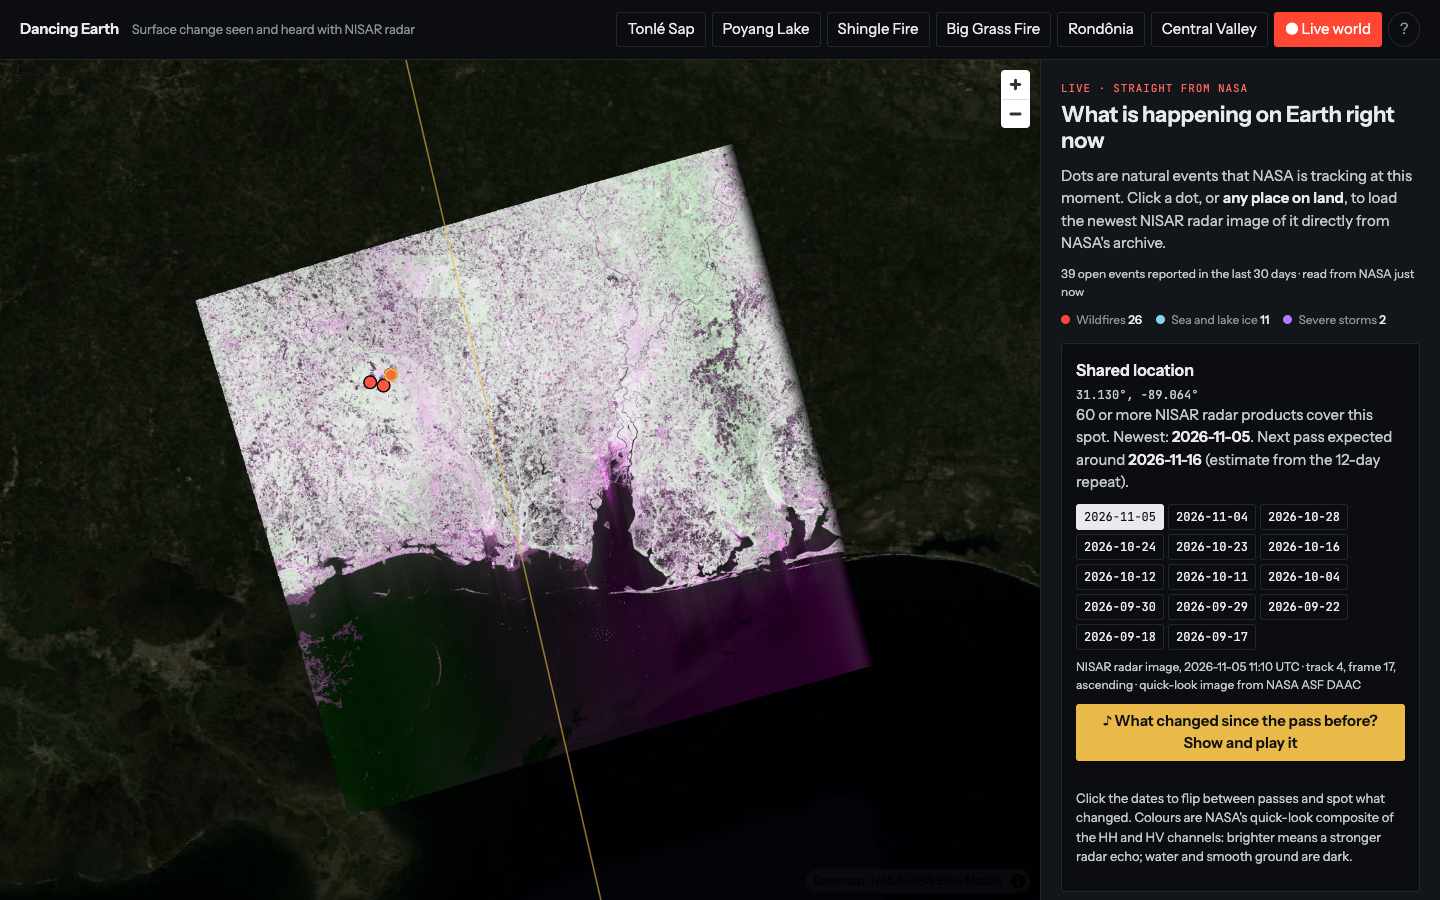 Dancing Earth Surface change seen and heard with NISAR radar
Tonlé Sap
Poyang Lake
Shingle Fire
Big Grass Fire
Rondônia
Central Valley
Live world
?
+
−
LIVE · STRAIGHT FROM NASA
What is happening on Earth right
now
Dots are natural events that NASA is tracking at this
moment. Click a dot, or any place on land, to load
the newest NISAR radar image of it directly from
NASA's archive.
39 open events reported in the last 30 days · read from NASA just
now
Wildfires 26 Sea and lake ice 11 Severe storms 2
Shared location
31.130°, -89.064°
60 or more NISAR radar products cover this
spot. Newest: 2026-11-05. Next pass expected
around 2026-11-16 (estimate from the 12-day
repeat).
2026-11-05 2026-11-04 2026-10-28
2026-10-24 2026-10-23 2026-10-16
2026-10-12 2026-10-11 2026-10-04
2026-09-30 2026-09-29 2026-09-22
2026-09-18 2026-09-17
NISAR radar image, 2026-11-05 11:10 UTC · track 4, frame 17,
ascending · quick-look image from NASA ASF DAAC
♪ What changed since the pass before?
Show and play it
Click the dates to flip between passes and spot what
changed. Colours are NASA's quick-look composite of
the HH and HV channels: brighter means a stronger
radar echo; water and smooth ground are dark.
Basemap: NASA GIBS Blue Marble